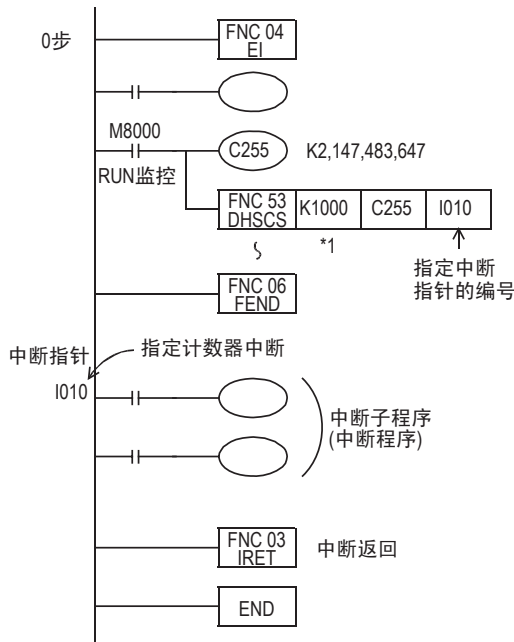 0步
FNC 04
EI
M8000
RUN监控
C255
K2,147,483,647
FNC 53
DHSCS
K1000
C255
I010
*1
指定中断
指针的编号
FNC 06
FEND
中断指针
指定计数器中断
I010
中断子程序
(中断程序)
FNC 03
IRET
中断返回
END